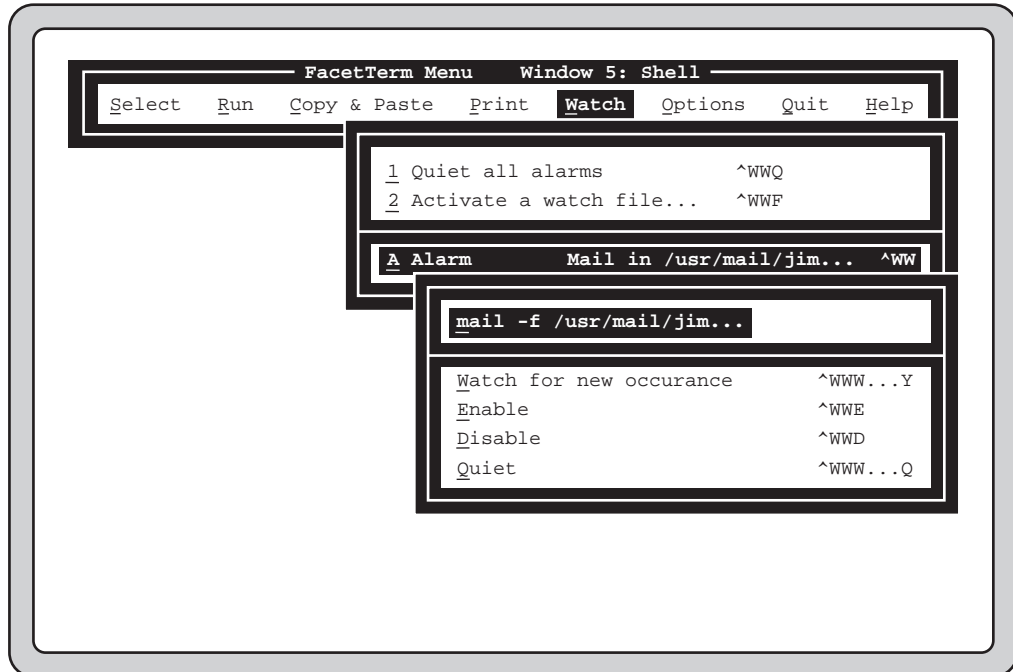 FacetTerm Menu Window 5: Shell
Select Run Copy & Paste Print Watch Options Quit Help
1 Quiet all alarms ^WWQ
2 Activate a watch file... ^WWF
A Alarm Mail in /usr/mail/jim... ^WW
mail -f /usr/mail/jim...
Watch for new occurance ^WWW...Y
Enable ^WWE
Disable ^WWD
Quiet ^WWW...Q